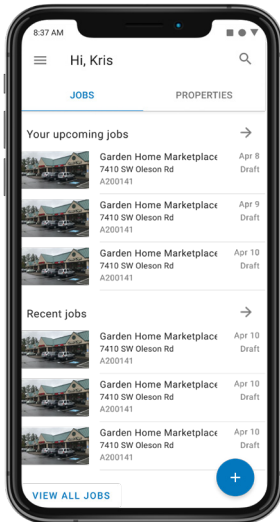 8:37 AM
Hi, Kris
JOBS
PROPERTIES
Your upcoming jobs
Garden Home Marketplace
Apr 8
7410 SW Oleson Rd
Draft
A200141
Garden Home Marketplace
Apr 9
7410 SW Oleson Rd
Draft
A200141
Garden Home Marketplace
Apr 10
7410 SW Oleson Rd
Draft
A200141
Recent jobs
Garden Home Marketplace
Apr 10
7410 SW Oleson Rd
Draft
A200141
Garden Home Marketplace
Apr 10
7410 SW Oleson Rd
Draft
A200141
Garden Home Marketplace
Apr 10
7410 SW Oleson Rd
Draft
A200141
VIEW ALL JOBS